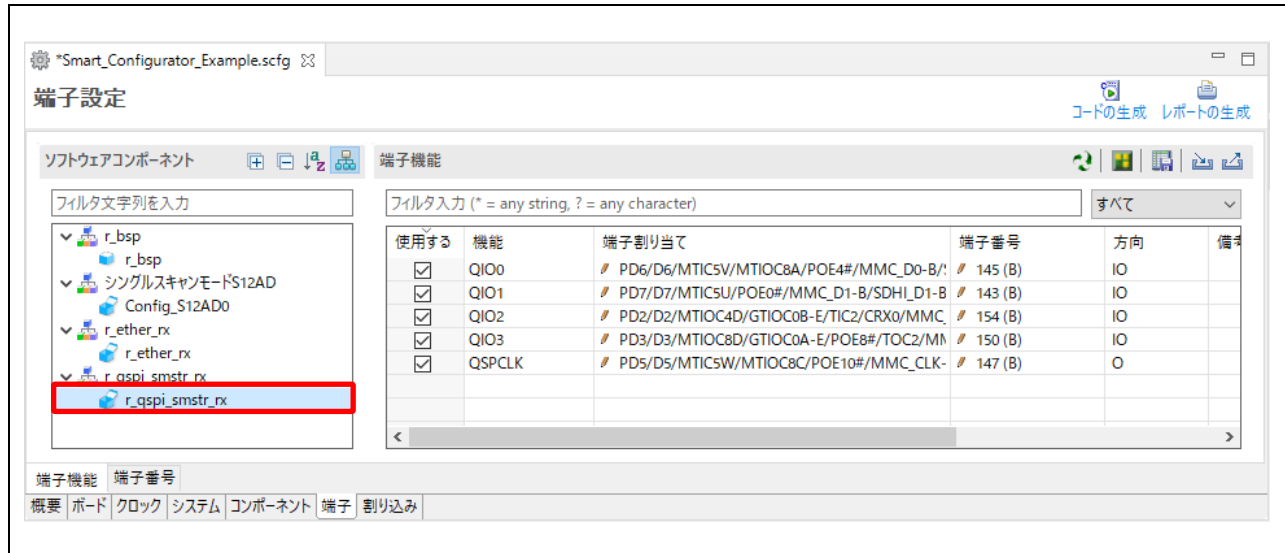 *Smart_Configurator_Example.scfg
端子設定
コードの生成 レポートの生成
ソフトウェアコンポーネント
端子機能
フィルタ文字列を入力
フィルタ入力 (* = any string, ? = any character)
すべて
r_bsp
r_bsp
シングルスキャンモードS12AD
Config_S12AD0
r_ether_rx
r_ether_rx
r_qspi_smstr_rx
r_qspi_smstr_rx
使用する 機能 端子割り当て 端子番号 方向 備考
QIO0 PD6/D6/MTIC5V/MTIOC8A/POE4#/MMC_D0-B/ 145 (B) IO
QIO1 PD7/D7/MTIC5U/POE0#/MMC_D1-B/SDHI_D1-B 143 (B) IO
QIO2 PD2/D2/MTIOC4D/GTIOC0B-E/TIC2/CRX0/MMC_ 154 (B) IO
QIO3 PD3/D3/MTIOC8D/GTIOC0A-E/POE8#/TOC2/ 150 (B) IO
QSPCLK PD5/D5/MTIC5W/MTIOC8C/POE10#/MMC_CLK- 147 (B) O
端子機能 端子番号
概要 ボード クロック システム コンポーネント 端子 割り込み